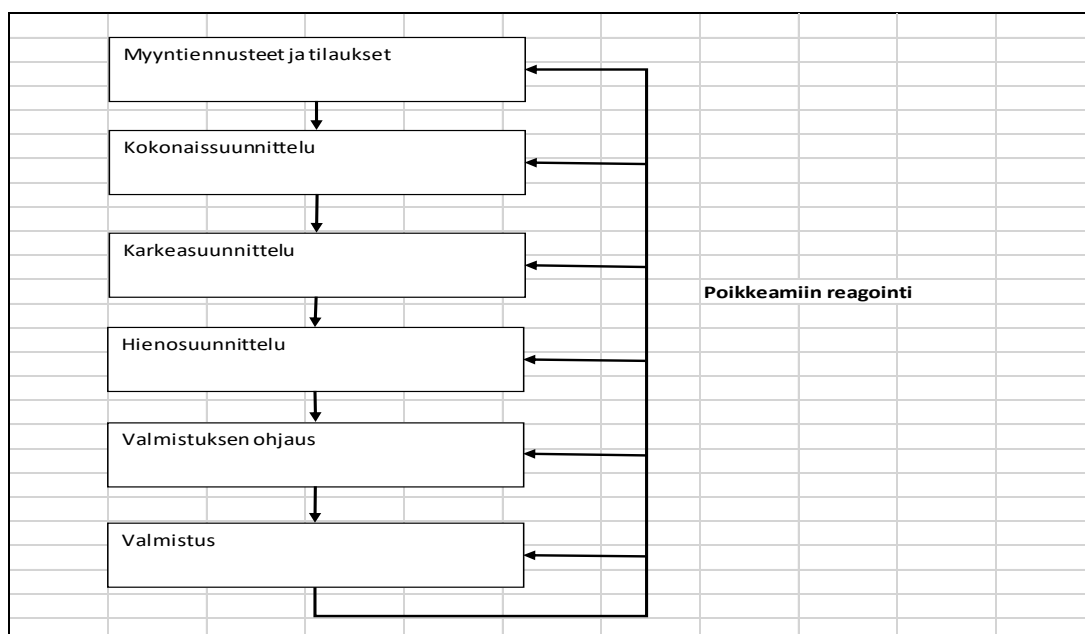 Myyntiennusteet ja tilaukset
Kokonaissuunnittelu
Karkeasuunnittelu
Poikkeamiin reagointi
Hienosuunnittelu
Valmistuksen ohjaus
Valmistus